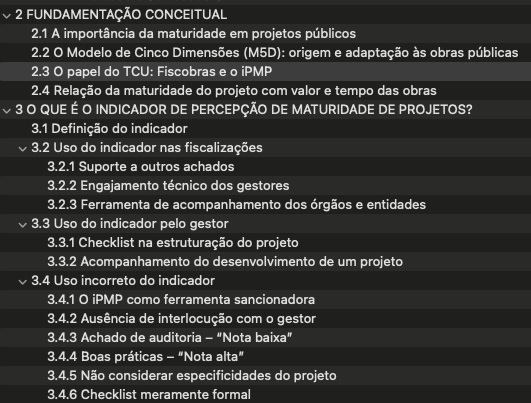 2 FUNDAMENTAÇÃO CONCEITUAL
2.1 A importância da maturidade em projetos públicos
2.2 O Modelo de Cinco Dimensões (M5D): origem e adaptação às obras públicas
2.3 O papel do TCU: Fiscobras e o iPMP
2.4 Relação da maturidade do projeto com valor e tempo das obras
3 O QUE É O INDICADOR DE PERCEPÇÃO DE MATURIDADE DE PROJETOS?
3.1 Definição do indicador
3.2 Uso do indicador nas fiscalizações
3.2.1 Suporte a outros achados
3.2.2 Engajamento técnico dos gestores
3.2.3 Ferramenta de acompanhamento dos órgãos e entidades
3.3 Uso do indicador pelo gestor
3.3.1 Checklist na estruturação do projeto
3.3.2 Acompanhamento do desenvolvimento de um projeto
3.4 Uso incorreto do indicador
3.4.1 O iPMP como ferramenta sancionadora
3.4.2 Ausência de interlocução com o gestor
3.4.3 Achado de auditoria – “Nota baixa”
3.4.4 Boas práticas – “Nota alta”
3.4.5 Não considerar especificidades do projeto
3.4.6 Checklist meramente formal